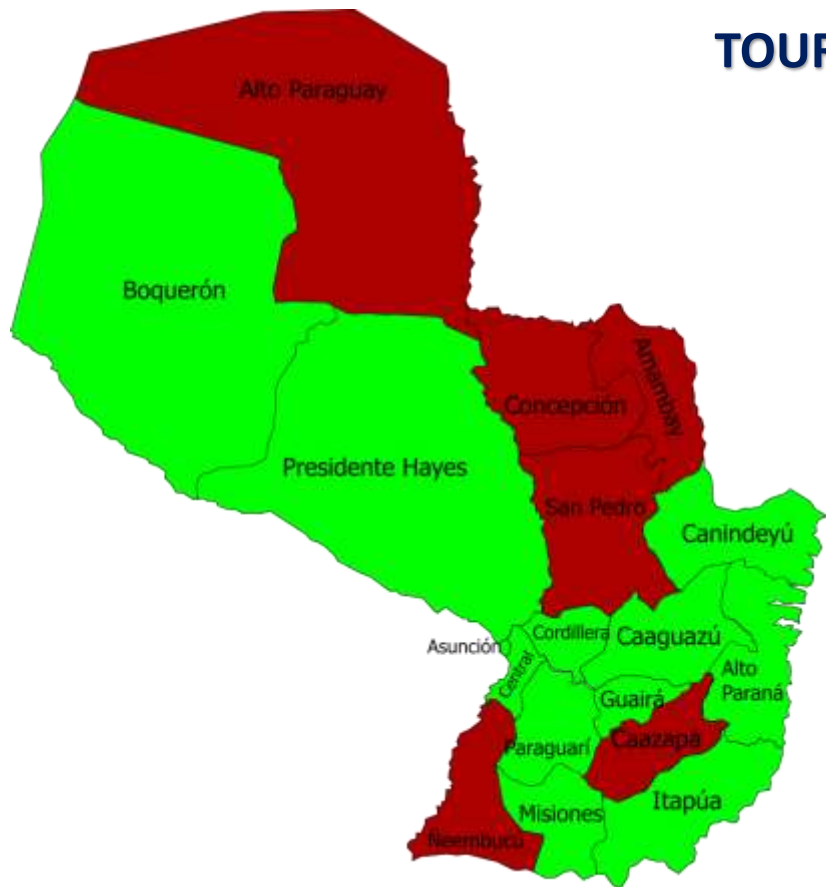 TOUR
Alto Paraguay
Boquerón
Amambay
Concepción
Presidente Hayes
San Pedro
Canindeyú
Cordillera
Caaguazú
Asunción
Central
Alto
Paraná
Guairá
Caazapá
Paraguarí
Itapúa
Misiones
Ñeembucú